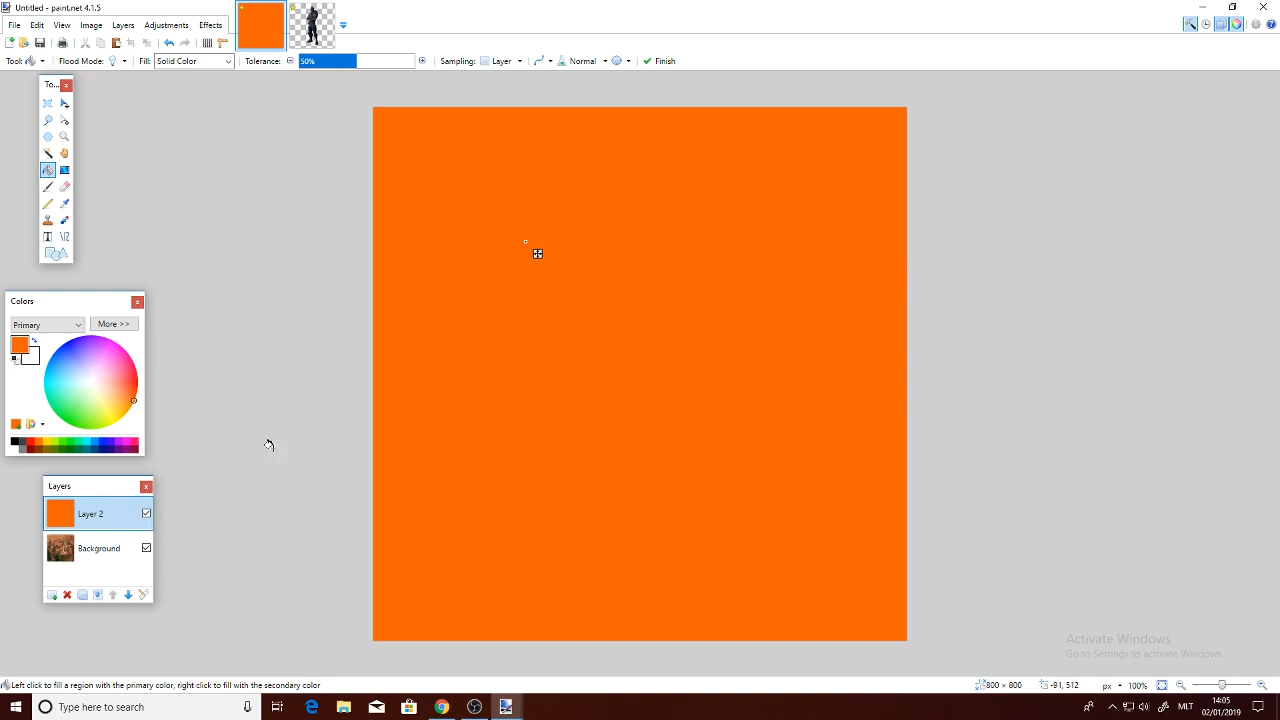 Untitled - paint.net 4.1.5
File Edit View Image Layers Adjustments Effects
Tool: Flood Mode: Fill: Solid Color Tolerance: 50% Sampling: Layer Normal Finish
To...
Colors
Primary More >>
Layers
Layer 2
Background
Activate Windows
Go to Settings to activate Windows.
Left click to fill a region with the primary color, right click to fill with the secondary color 800 × 800 -91, 512 px 100%
Type here to search MLT 14:05
02/01/2019